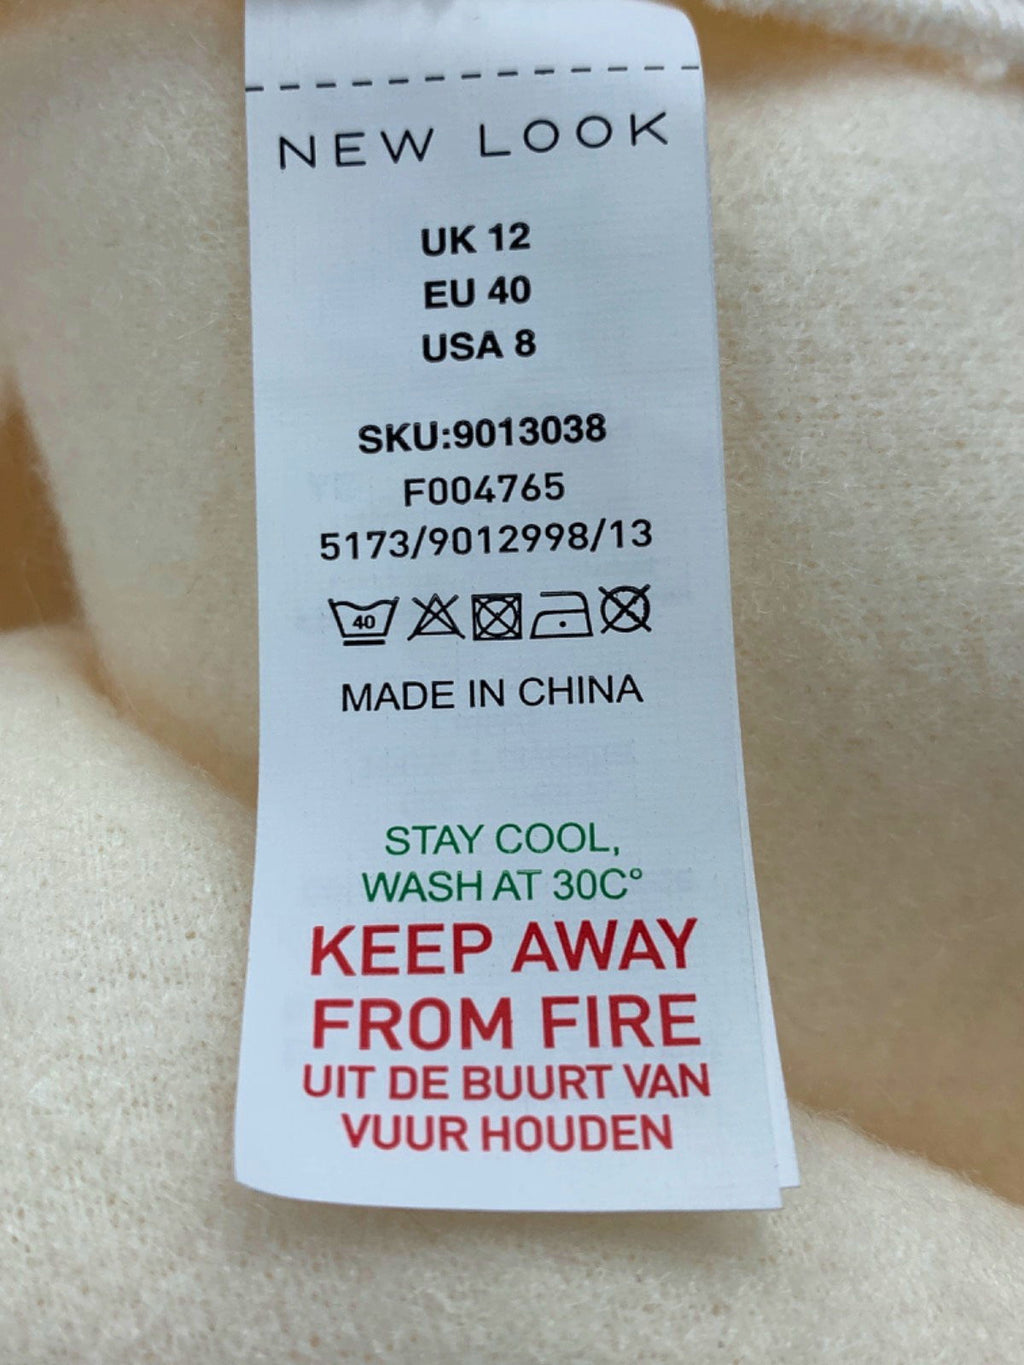 NEW LOOK
UK 12
EU 40
USA 8
SKU:9013038
F004765
5173/9012998/13
40
MADE IN CHINA
STAY COOL,
WASH AT 30C°
KEEP AWAY
FROM FIRE
UIT DE BUURT VAN
VUUR HOUDEN